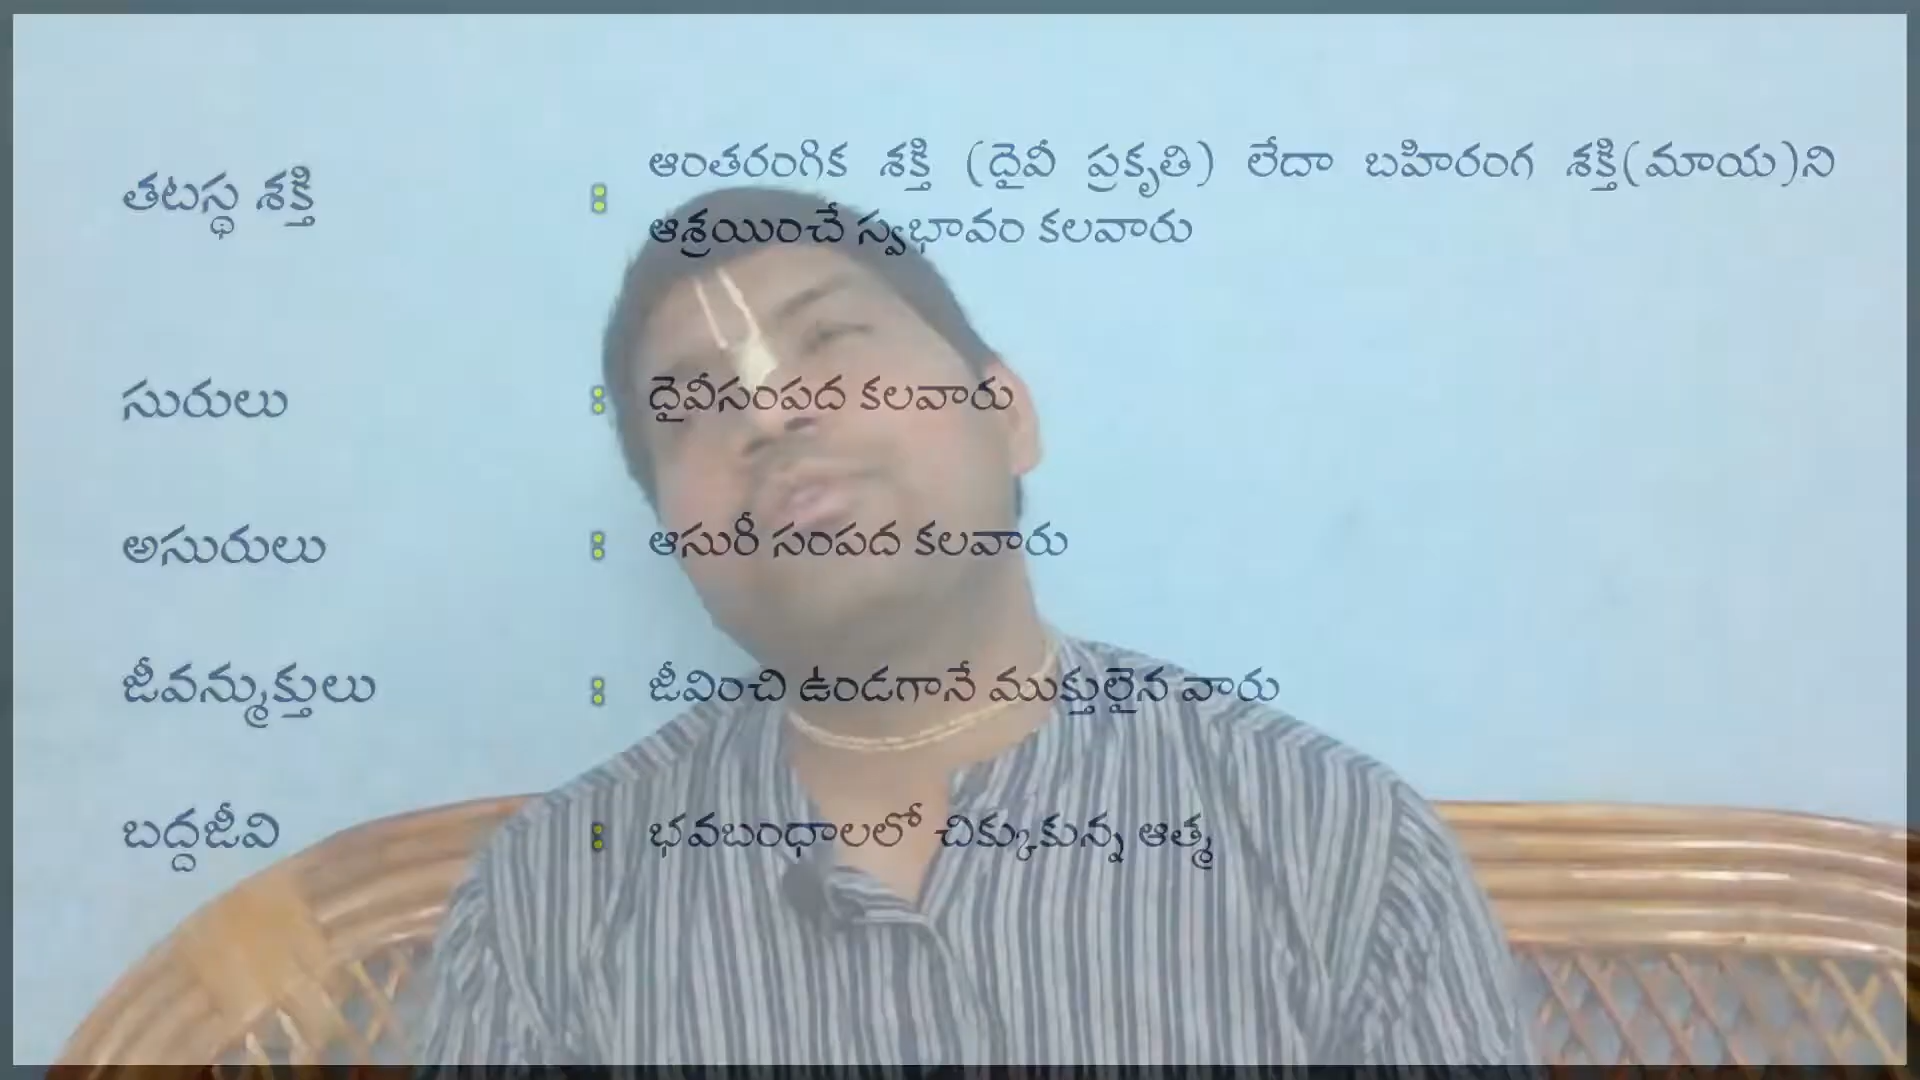 తటస్థ శక్తి : ఆంతరంగిక శక్తి (దైవీ ప్రకృతి) లేదా బహిరంగ శక్తి(మాయ)ని
ఆశ్రయించే స్వభావం కలవారు
సురులు : దైవీసంపద కలవారు
అసురులు : ఆసురీ సంపద కలవారు
జీవన్ముక్తులు : జీవించి ఉండగానే ముక్తులైన వారు
బద్దజీవి : భవబంధాలలో చిక్కుకున్న ఆత్మ